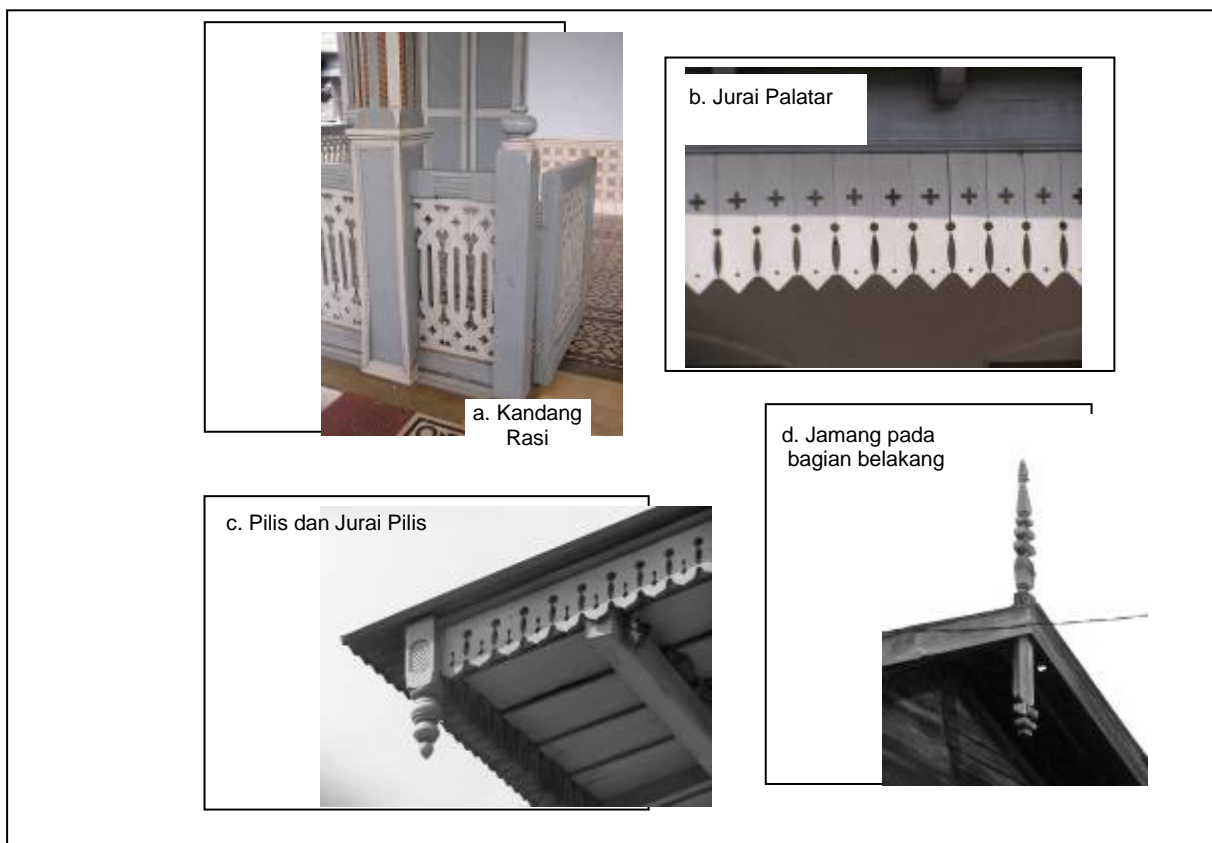 a. Kandang
Rasi
b. Jurai Palatar
c. Pilis dan Jurai Pilis
d. Jamang pada
bagian belakang